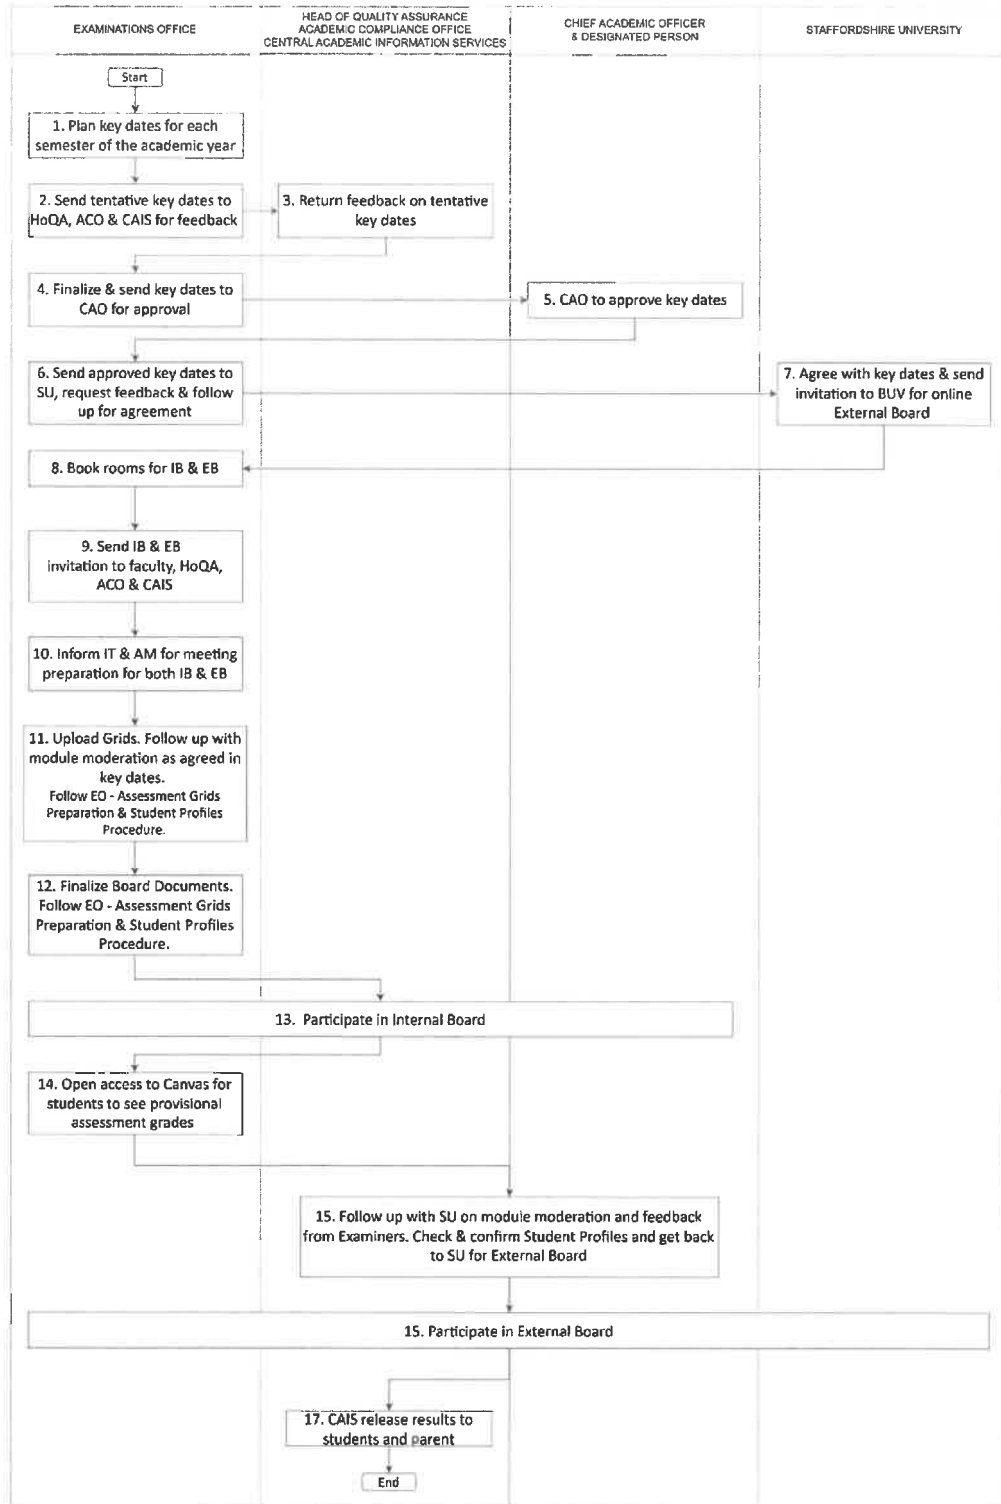 EXAMINATIONS OFFICE
HEAD OF QUALITY ASSURANCE
ACADEMIC COMPLIANCE OFFICE
CENTRAL ACADEMIC INFORMATION SERVICES
CHIEF ACADEMIC OFFICER
& DESIGNATED PERSON
STAFFORDSHIRE UNIVERSITY
Start
1. Plan key dates for each
semester of the academic year
2. Send tentative key dates to
HoQA, ACO & CAIS for feedback
3. Return feedback on tentative
key dates
4. Finalize & send key dates to
CAO for approval
5. CAO to approve key dates
6. Send approved key dates to
SU, request feedback & follow
up for agreement
7. Agree with key dates & send
invitation to BUV for online
External Board
8. Book rooms for IB & EB
9. Send IB & EB
invitation to faculty, HoQA,
ACO & CAIS
10. Inform IT & AM for meeting
preparation for both IB & EB
11. Upload Grids. Follow up with
module moderation as agreed in
key dates.
Follow EO - Assessment Grids
Preparation & Student Profiles
Procedure.
12. Finalize Board Documents.
Follow EO - Assessment Grids
Preparation & Student Profiles
Procedure.
13. Participate in Internal Board
14. Open access to Canvas for
students to see provisional
assessment grades
15. Follow up with SU on module moderation and feedback
from Examiners. Check & confirm Student Profiles and get back
to SU for External Board
15. Participate in External Board
17. CAIS release results to
students and parent
End